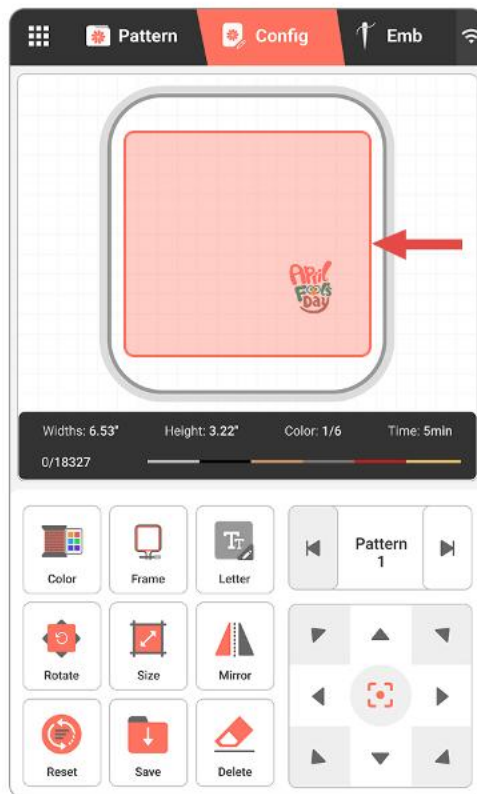 Pattern
Config
Emb
April
Fools
Day
Widths: 6.53"
Height: 3.22"
Color: 1/6
Time: 5min
0/18327
Color
Frame
Letter
Pattern
1
Rotate
Size
Mirror
Reset
Save
Delete